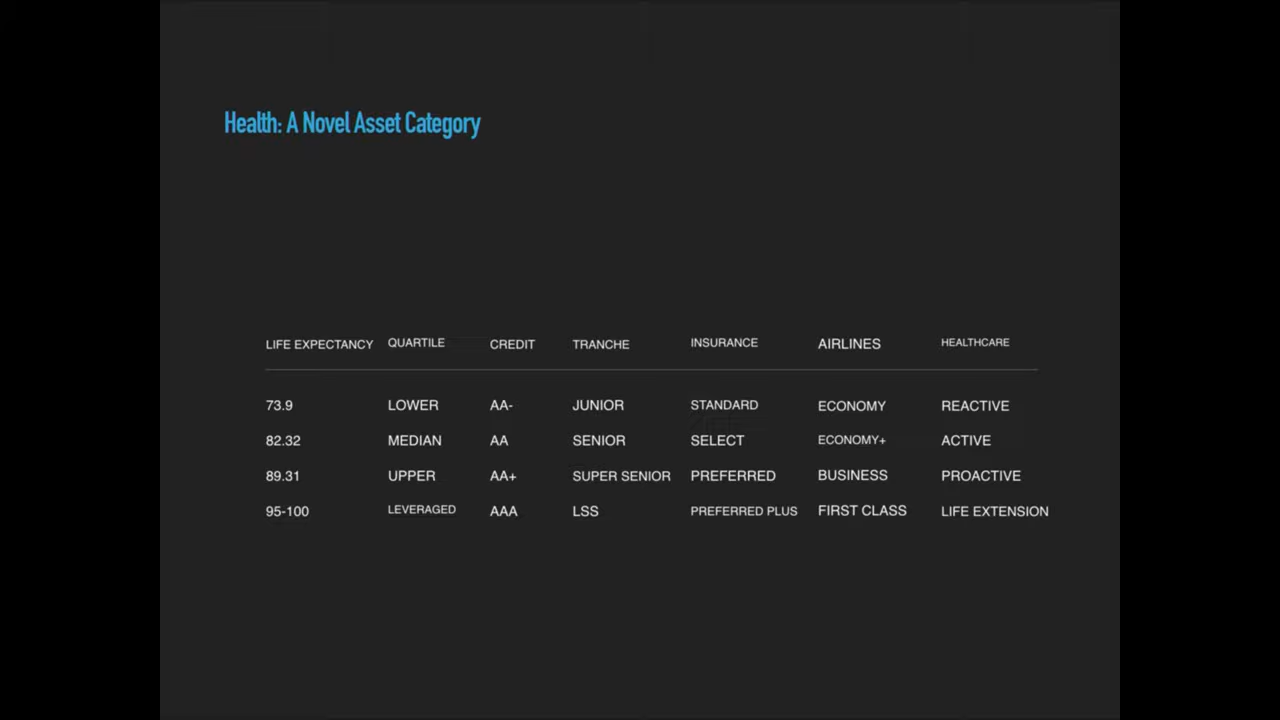 Health: A Novel Asset Category
LIFE EXPECTANCY QUARTILE CREDIT TRANCHE INSURANCE AIRLINES HEALTHCARE
73.9 LOWER AA- JUNIOR STANDARD ECONOMY REACTIVE
82.32 MEDIAN AA SENIOR SELECT ECONOMY+ ACTIVE
89.31 UPPER AA+ SUPER SENIOR PREFERRED BUSINESS PROACTIVE
95-100 LEVERAGED AAA LSS PREFERRED PLUS FIRST CLASS LIFE EXTENSION